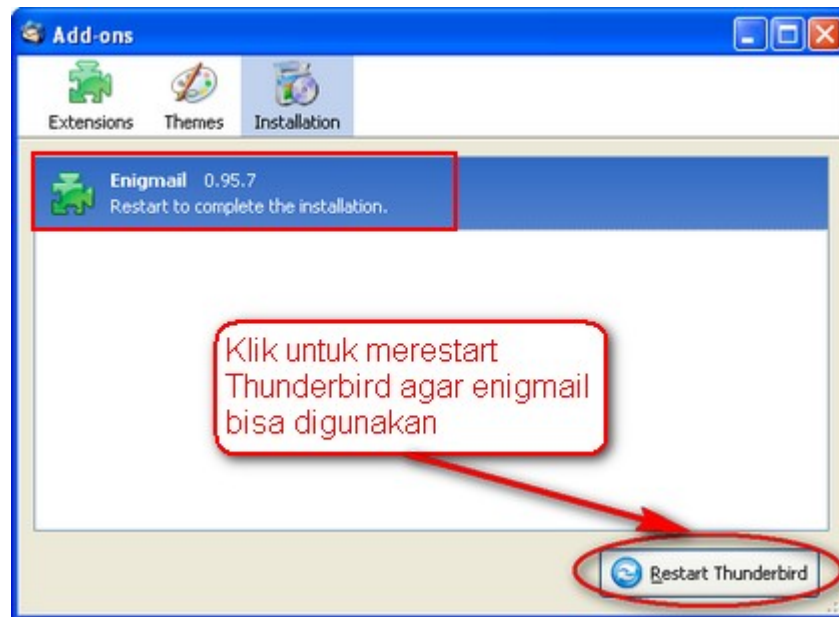 Add-ons
Extensions Themes Installation
Enigmail 0.95.7
Restart to complete the installation.
Klik untuk merestart
Thunderbird agar enigmail
bisa digunakan
Restart Thunderbird